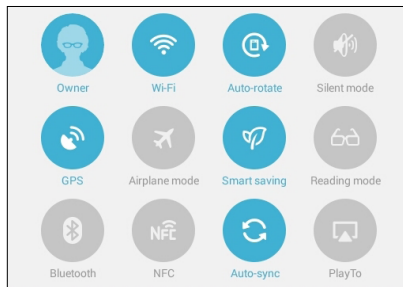 Owner Wi-Fi Auto-rotate Silent mode
GPS Airplane mode Smart saving Reading mode
NFC
Bluetooth NFC Auto-sync PlayTo